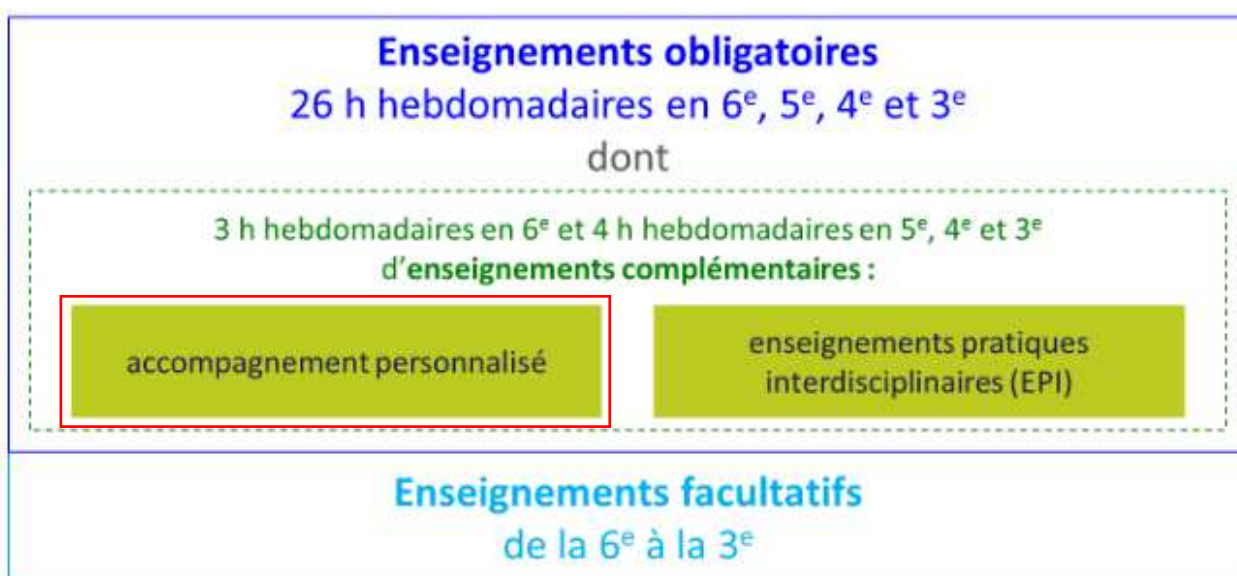 Enseignements obligatoires
26 h hebdomadaires en 6ᵉ, 5ᵉ, 4ᵉ et 3ᵉ
dont
3 h hebdomadaires en 6ᵉ et 4 h hebdomadaires en 5ᵉ, 4ᵉ et 3ᵉ
d’enseignements complémentaires :
accompagnement personnalisé
enseignements pratiques
interdisciplinaires (EPI)
Enseignements facultatifs
de la 6ᵉ à la 3ᵉ